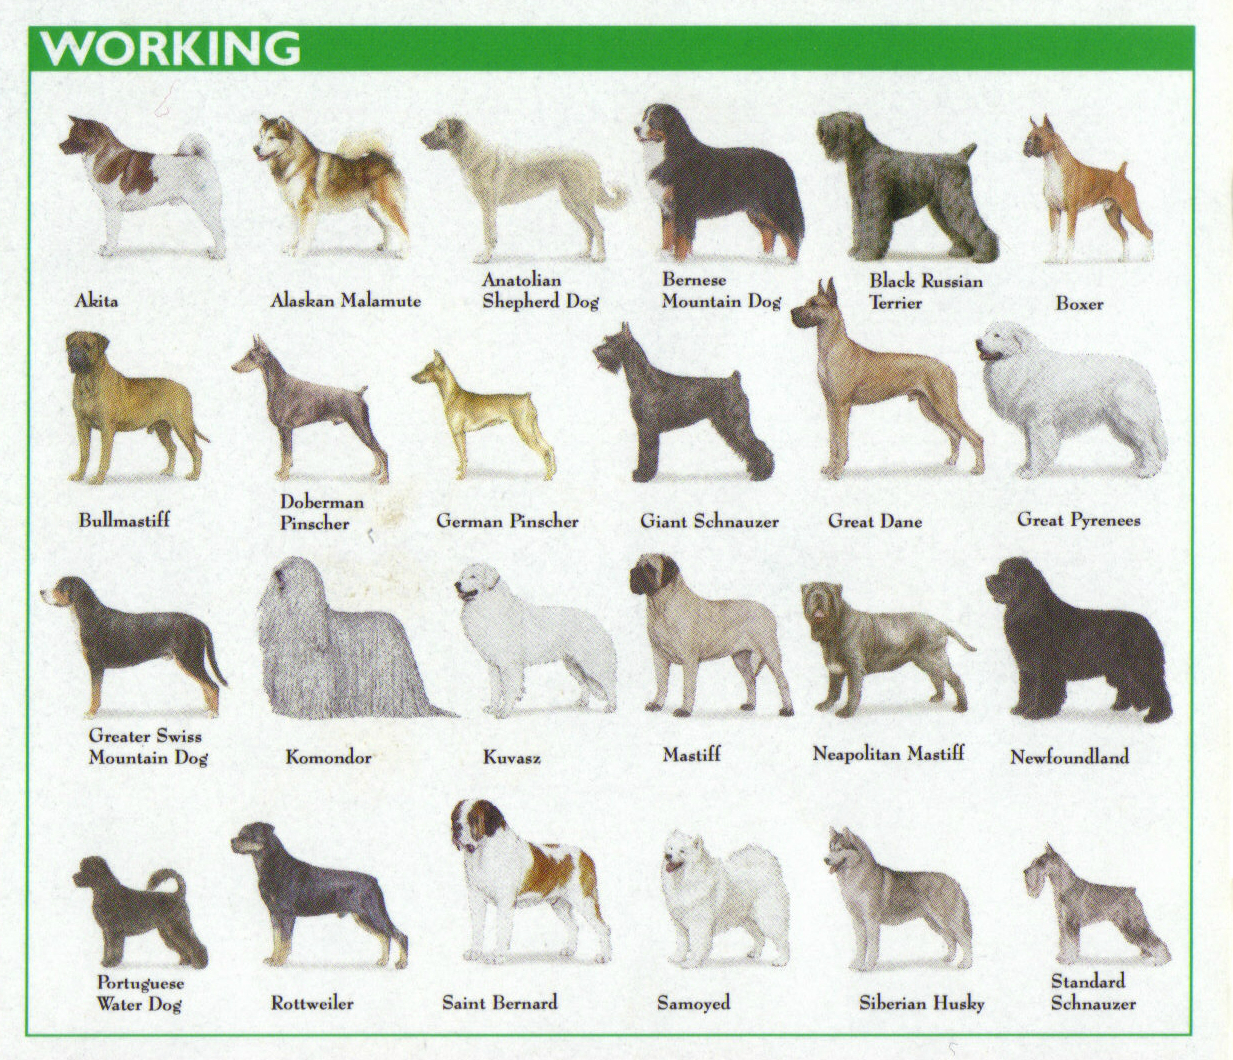 WORKING
Akita
Alaskan Malamute
Anatolian
Shepherd Dog
Bernese
Mountain Dog
Black Russian
Terrier
Boxer
Bullmastiff
Doberman
Pinscher
German Pinscher
Giant Schnauzer
Great Dane
Great Pyrenees
Greater Swiss
Mountain Dog
Komondor
Kuvasz
Mastiff
Neapolitan Mastiff
Newfoundland
Portuguese
Water Dog
Rottweiler
Saint Bernard
Samoyed
Siberian Husky
Standard
Schnauzer